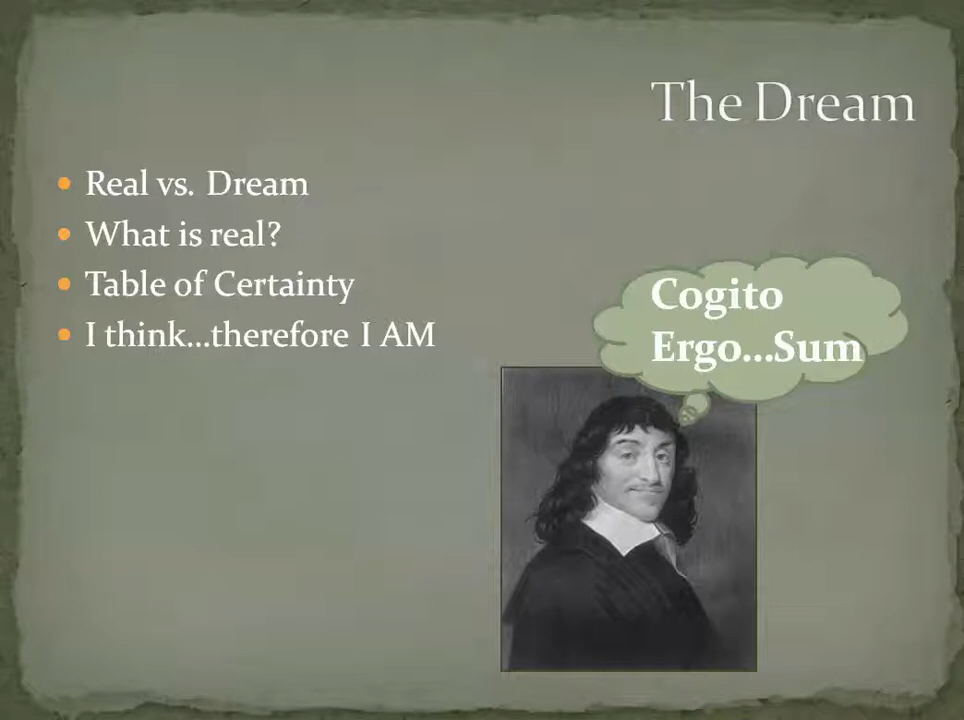 The Dream
Real vs. Dream
What is real?
Table of Certainty
I think...therefore I AM
Cogito
Ergo...Sum